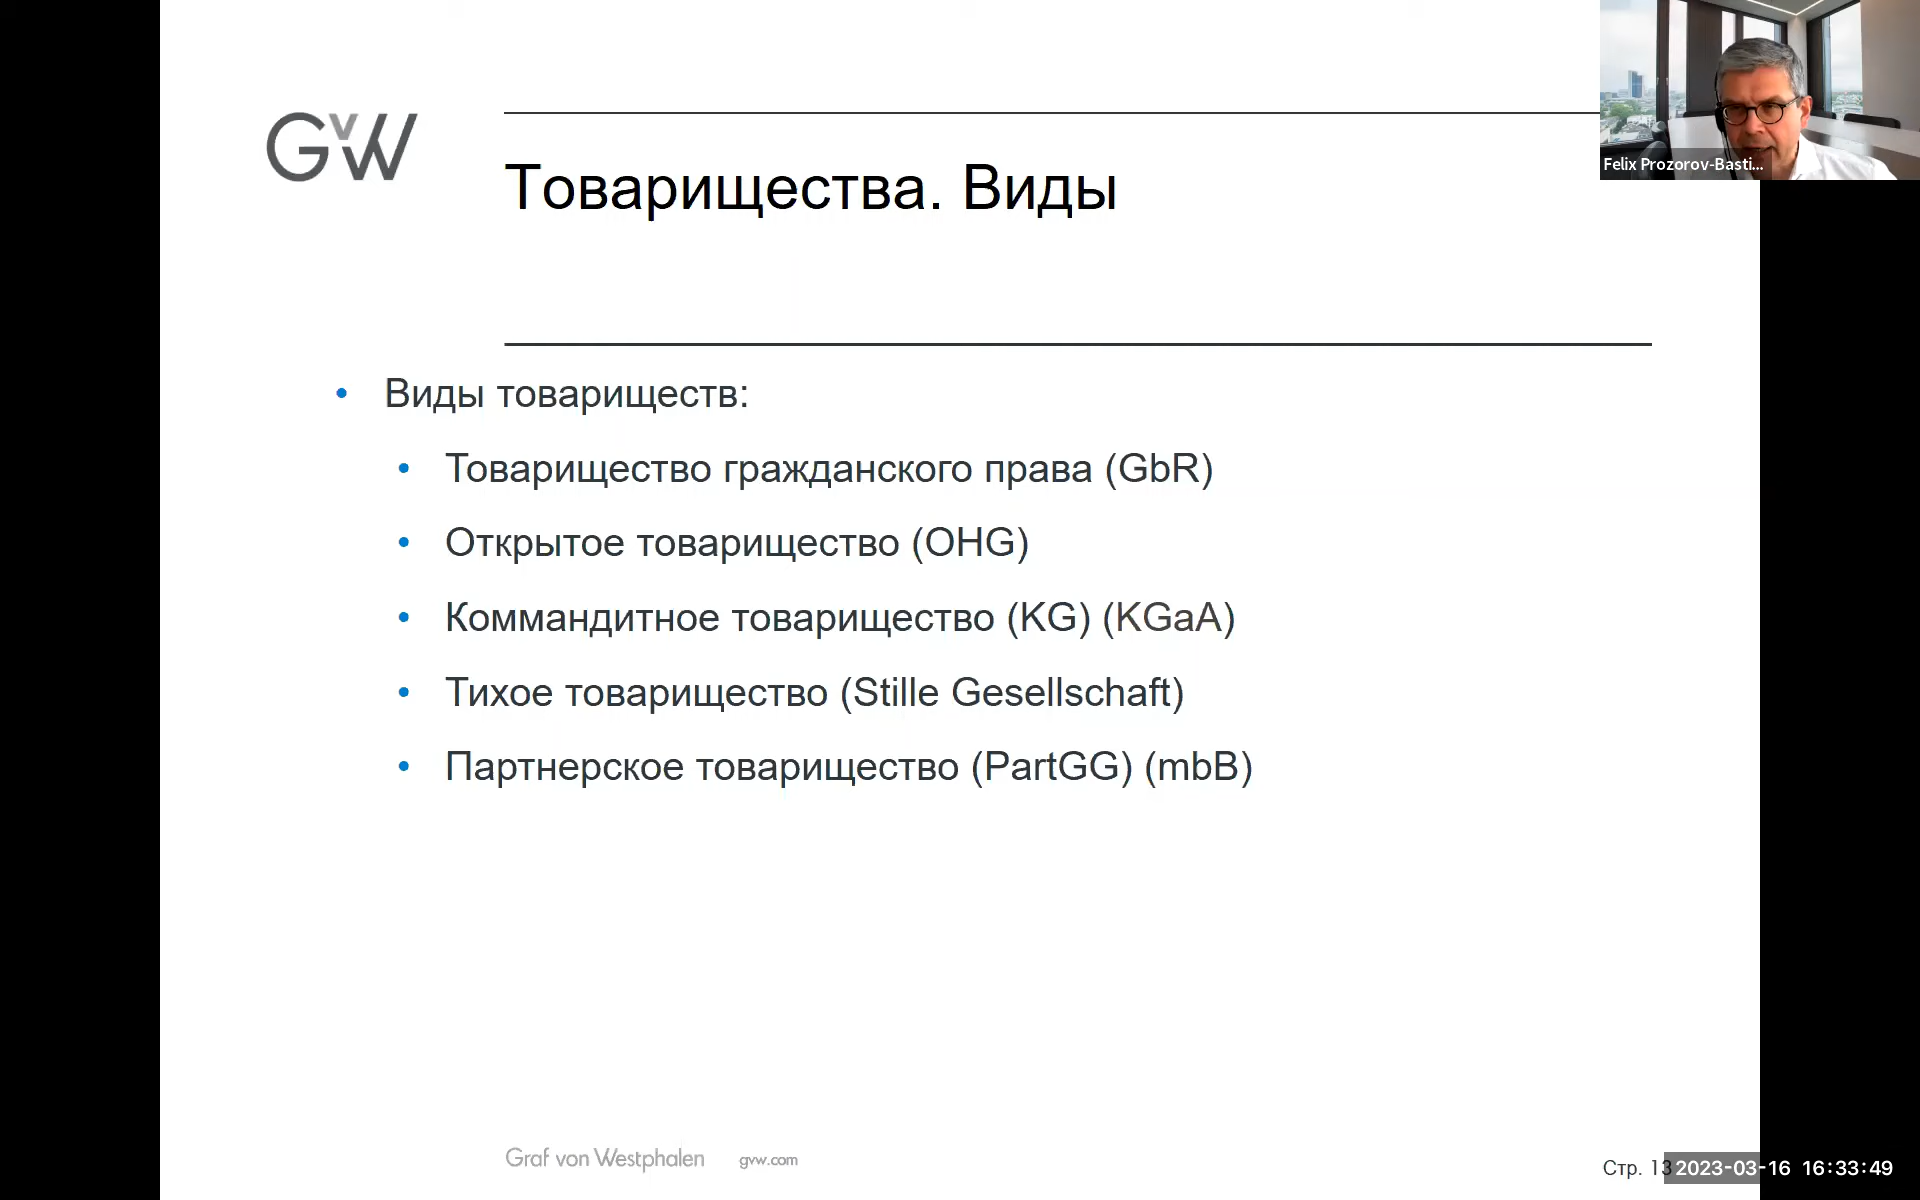 GvW
Felix Prozorov-Basti...
Товарищества. Виды
• Виды товариществ:
• Товарищество гражданского права (GbR)
• Открытое товарищество (OHG)
• Коммандитное товарищество (KG) (KGaA)
• Тихое товарищество (Stille Gesellschaft)
• Партнерское товарищество (PartGG) (mbB)
Graf von Westphalen gvw.com
Стр. 13 2023-03-16 16:33:49